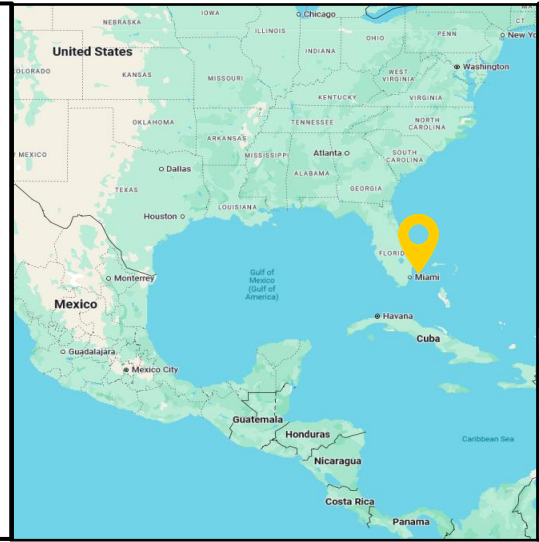 IOWA
Chicago
NEBRASKA
ILLINOIS
OHIO
PENN
CT
New Yo
United States
INDIANA
Washington
OLORADO
KANSAS
MISSOURI
WEST
VIRGINIA
KENTUCKY
VIRGINIA
OKLAHOMA
TENNESSEE
NORTH
CAROLINA
ARKANSAS
MEXICO
MISSISSIPPI
Atlanta
SOUTH
CAROLINA
Dallas
ALABAMA
TEXAS
GEORGIA
LOUISIANA
Houston
FLORID
Gulf of
Mexico
(Gulf of
America)
Monterrey
Miami
Mexico
Havana
Cuba
Guadalajara
Mexico City
Guatemala
Honduras
Caribbean Sea
Nicaragua
Costa Rica
Panama